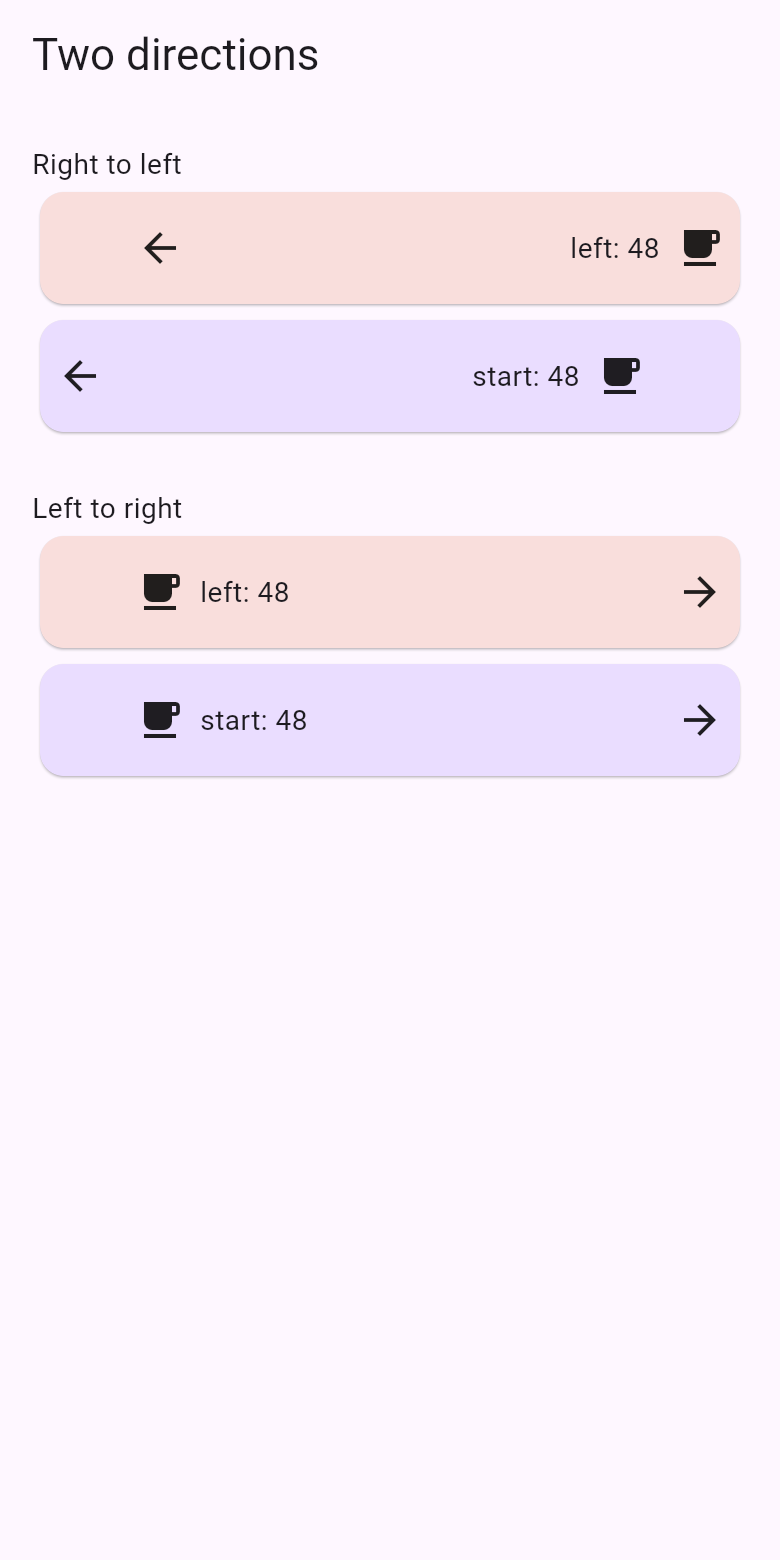 Two directions
Right to left
left: 48
start: 48
Left to right
left: 48
start: 48